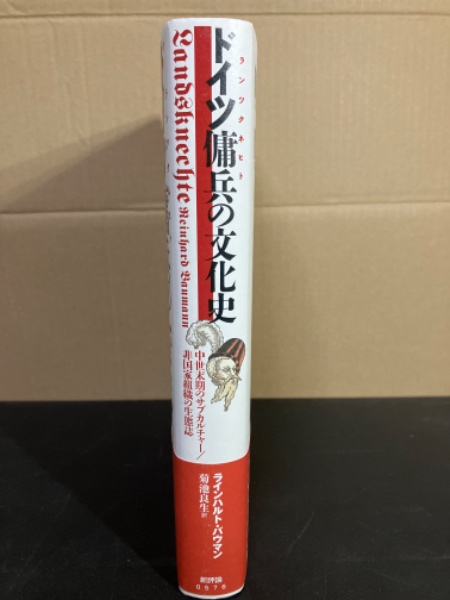 ランツクネヒト
ドイツ傭兵の文化史
Landsknechte Reinhard Baumann
中世末期のサブカルチャー/
非国家組織の生態誌
ラインハルト・バウマン
菊池良生 訳
新評論
0576